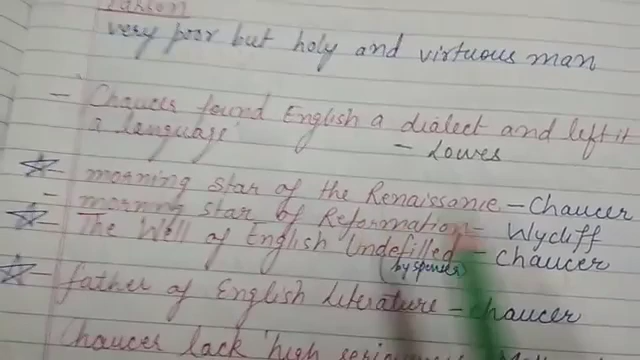 Parson
very poor but holy and virtuous man
- Chaucer found English a dialect and left it
a language
- Lowes
morning star of the Renaissance - Chaucer
- morning star of Reformation - Wycliff
The Well of English Undefilled - Chaucer
(by spenser)
father of English literature - chaucer
Chaucer lack 'high